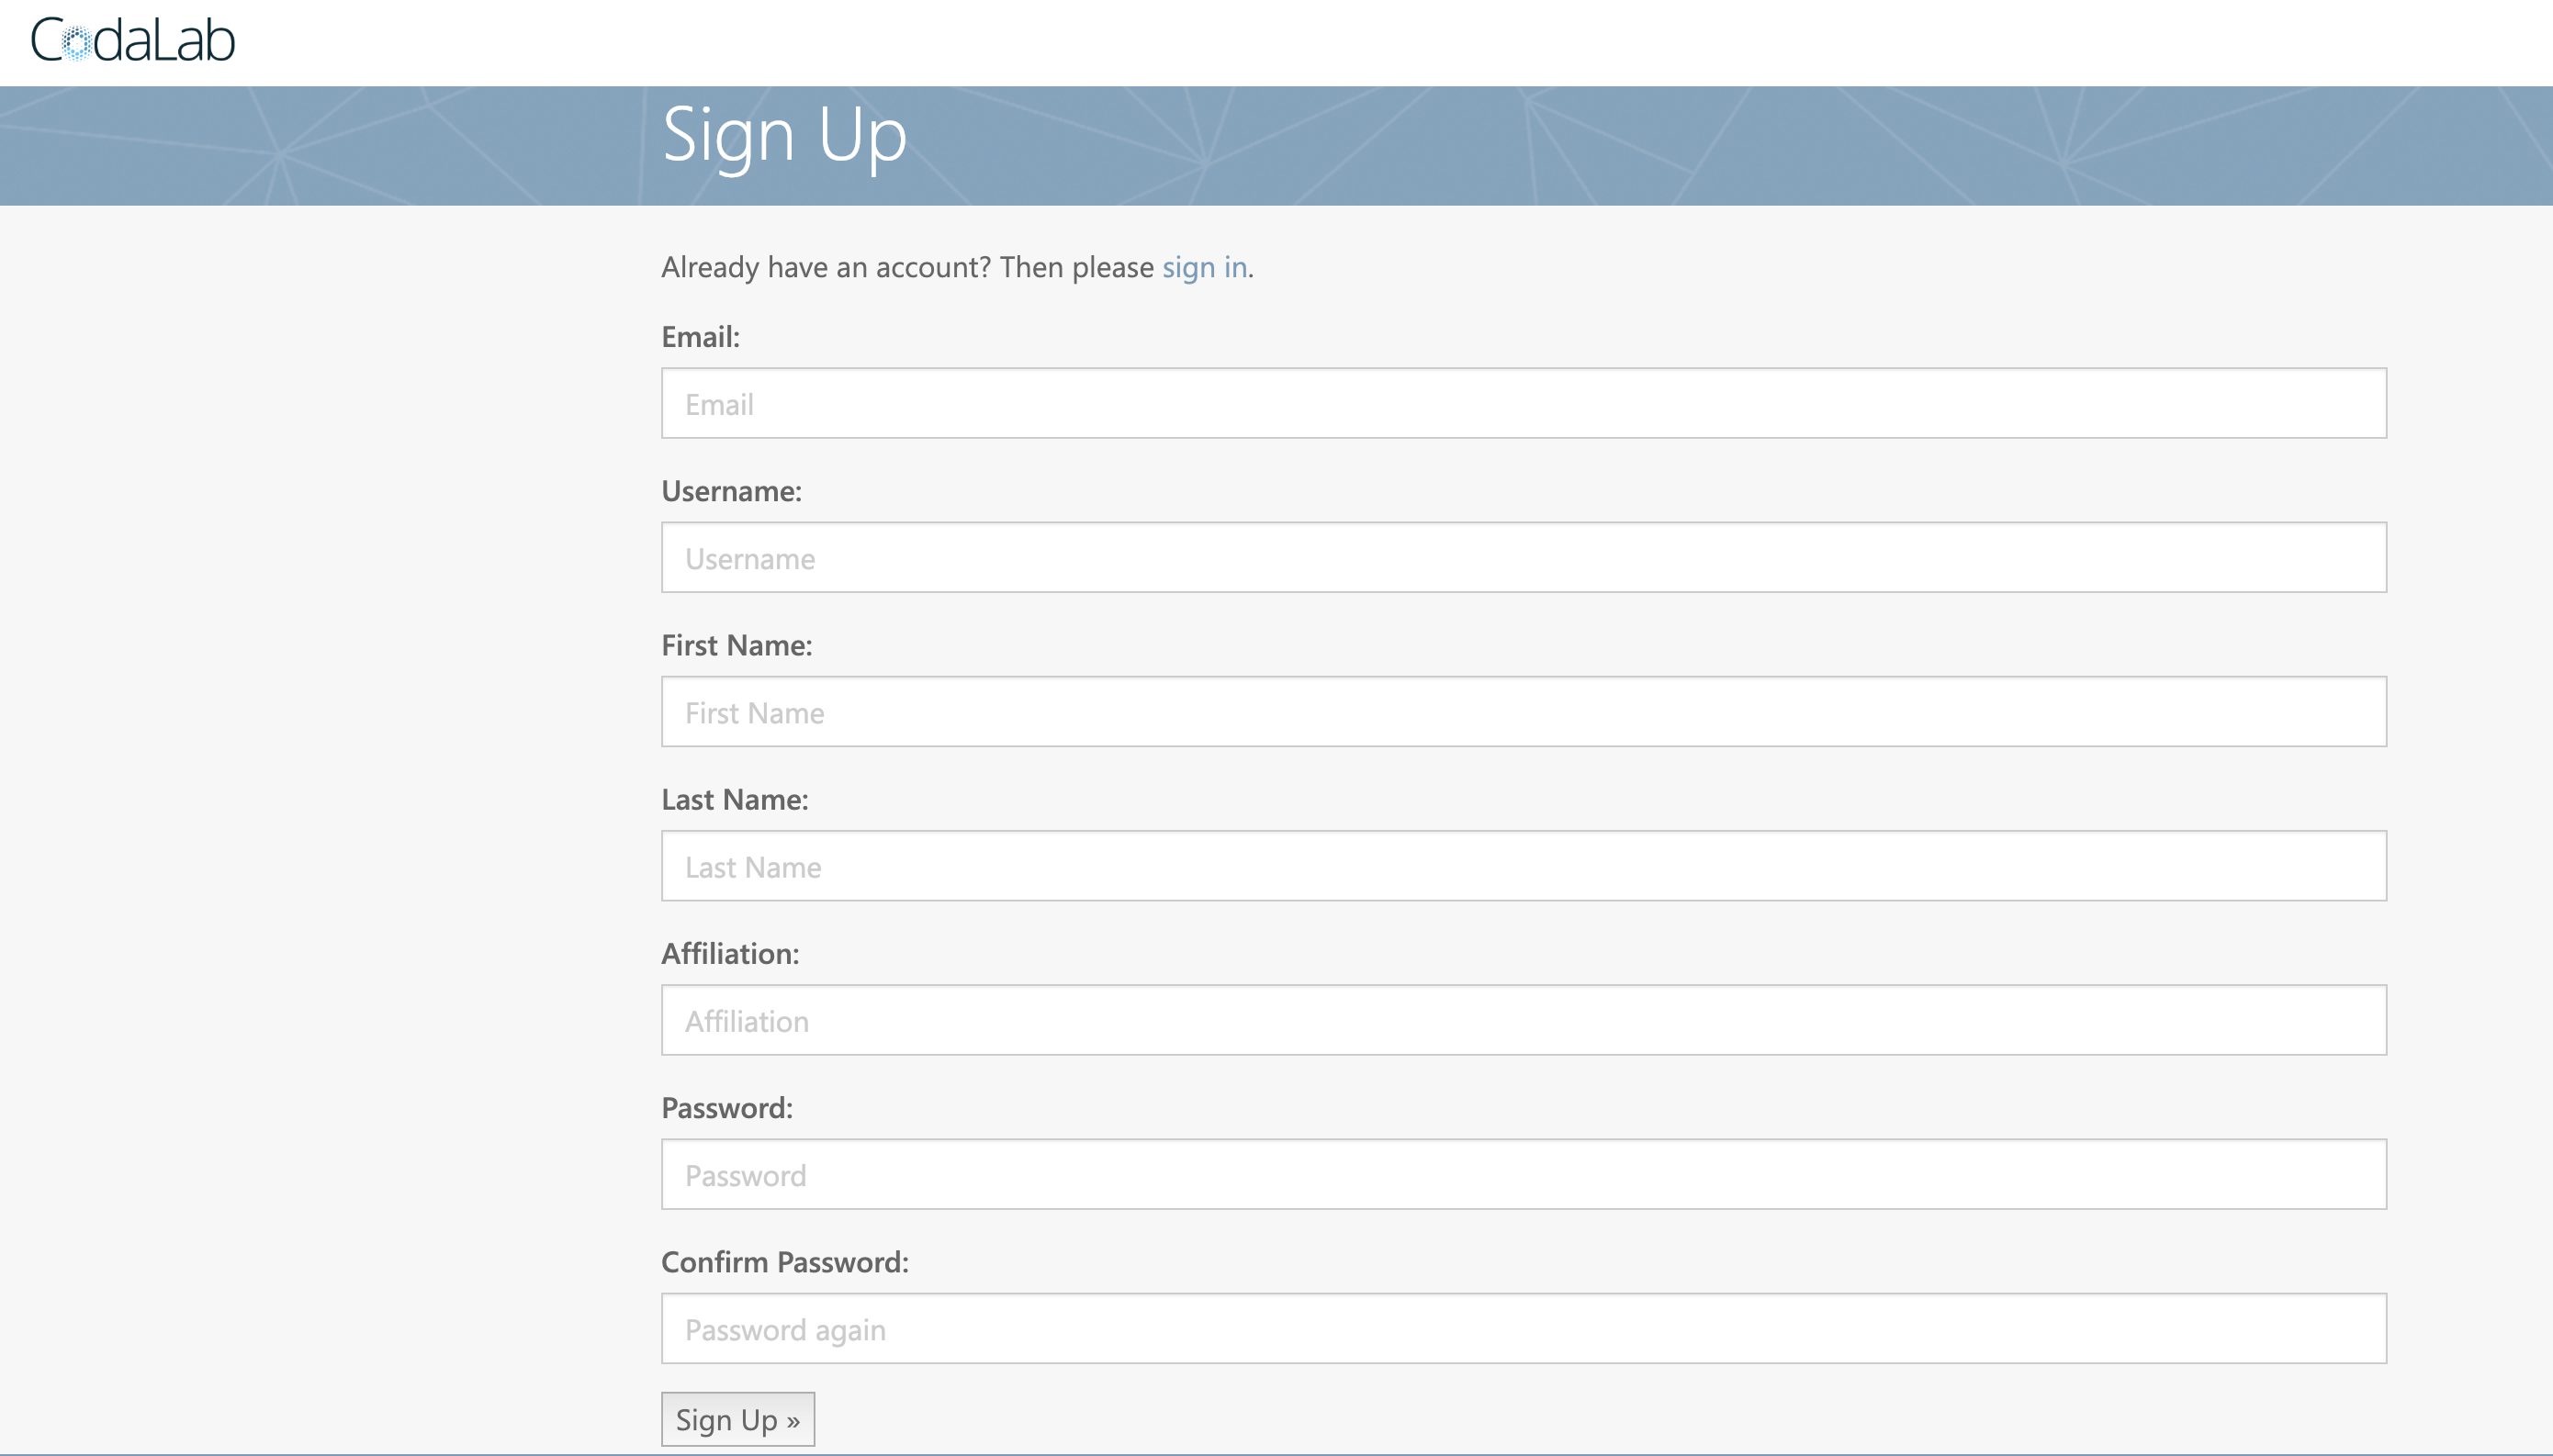 CodaLab
Sign Up
Already have an account? Then please sign in.
Email:
Email
Username:
Username
First Name:
First Name
Last Name:
Last Name
Affiliation:
Affiliation
Password:
Password
Confirm Password:
Password again
Sign Up »